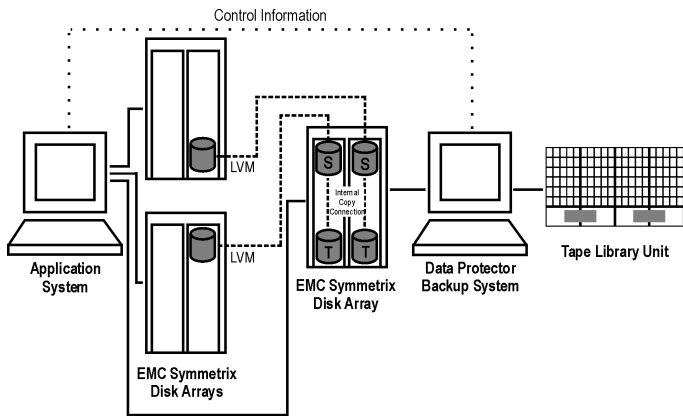 Control Information
LVM
S
S
Internal
Copy
Connection
LVM
T
T
Application
System
EMC Symmetrix
Disk Array
Data Protector
Backup System
Tape Library Unit
EMC Symmetrix
Disk Arrays